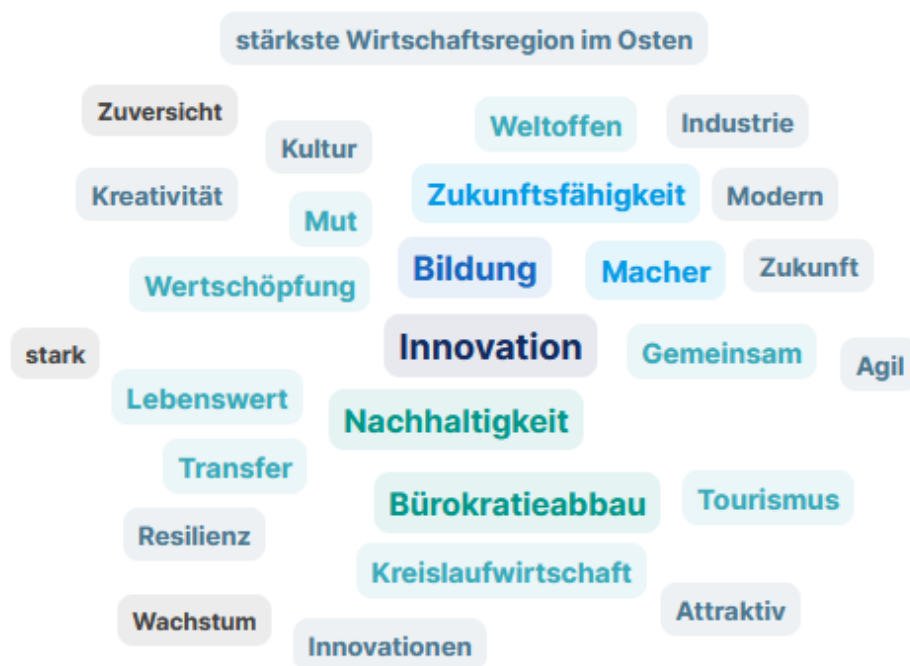 stärkste Wirtschaftsregion im Osten
Zuversicht
Weltoffen
Industrie
Kultur
Kreativität
Zukunftsfähigkeit
Modern
Mut
Bildung
Macher
Zukunft
Wertschöpfung
Innovation
stark
Gemeinsam
Agil
Lebenswert
Nachhaltigkeit
Transfer
Bürokratieabbau
Tourismus
Resilienz
Kreislaufwirtschaft
Attraktiv
Wachstum
Innovationen